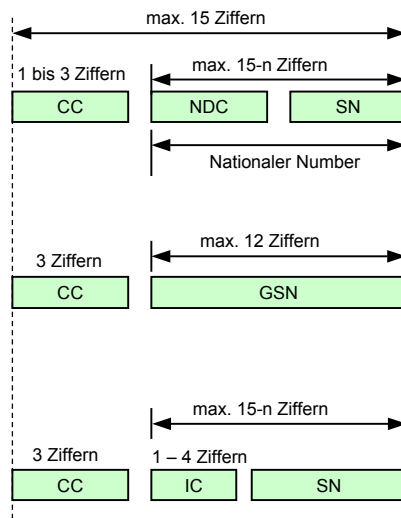 max. 15 Ziffern
1 bis 3 Ziffern
max. 15-n Ziffern
CC NDC SN
Nationaler Number
max. 12 Ziffern
3 Ziffern
CC GSN
max. 15-n Ziffern
3 Ziffern 1 – 4 Ziffern
CC IC SN